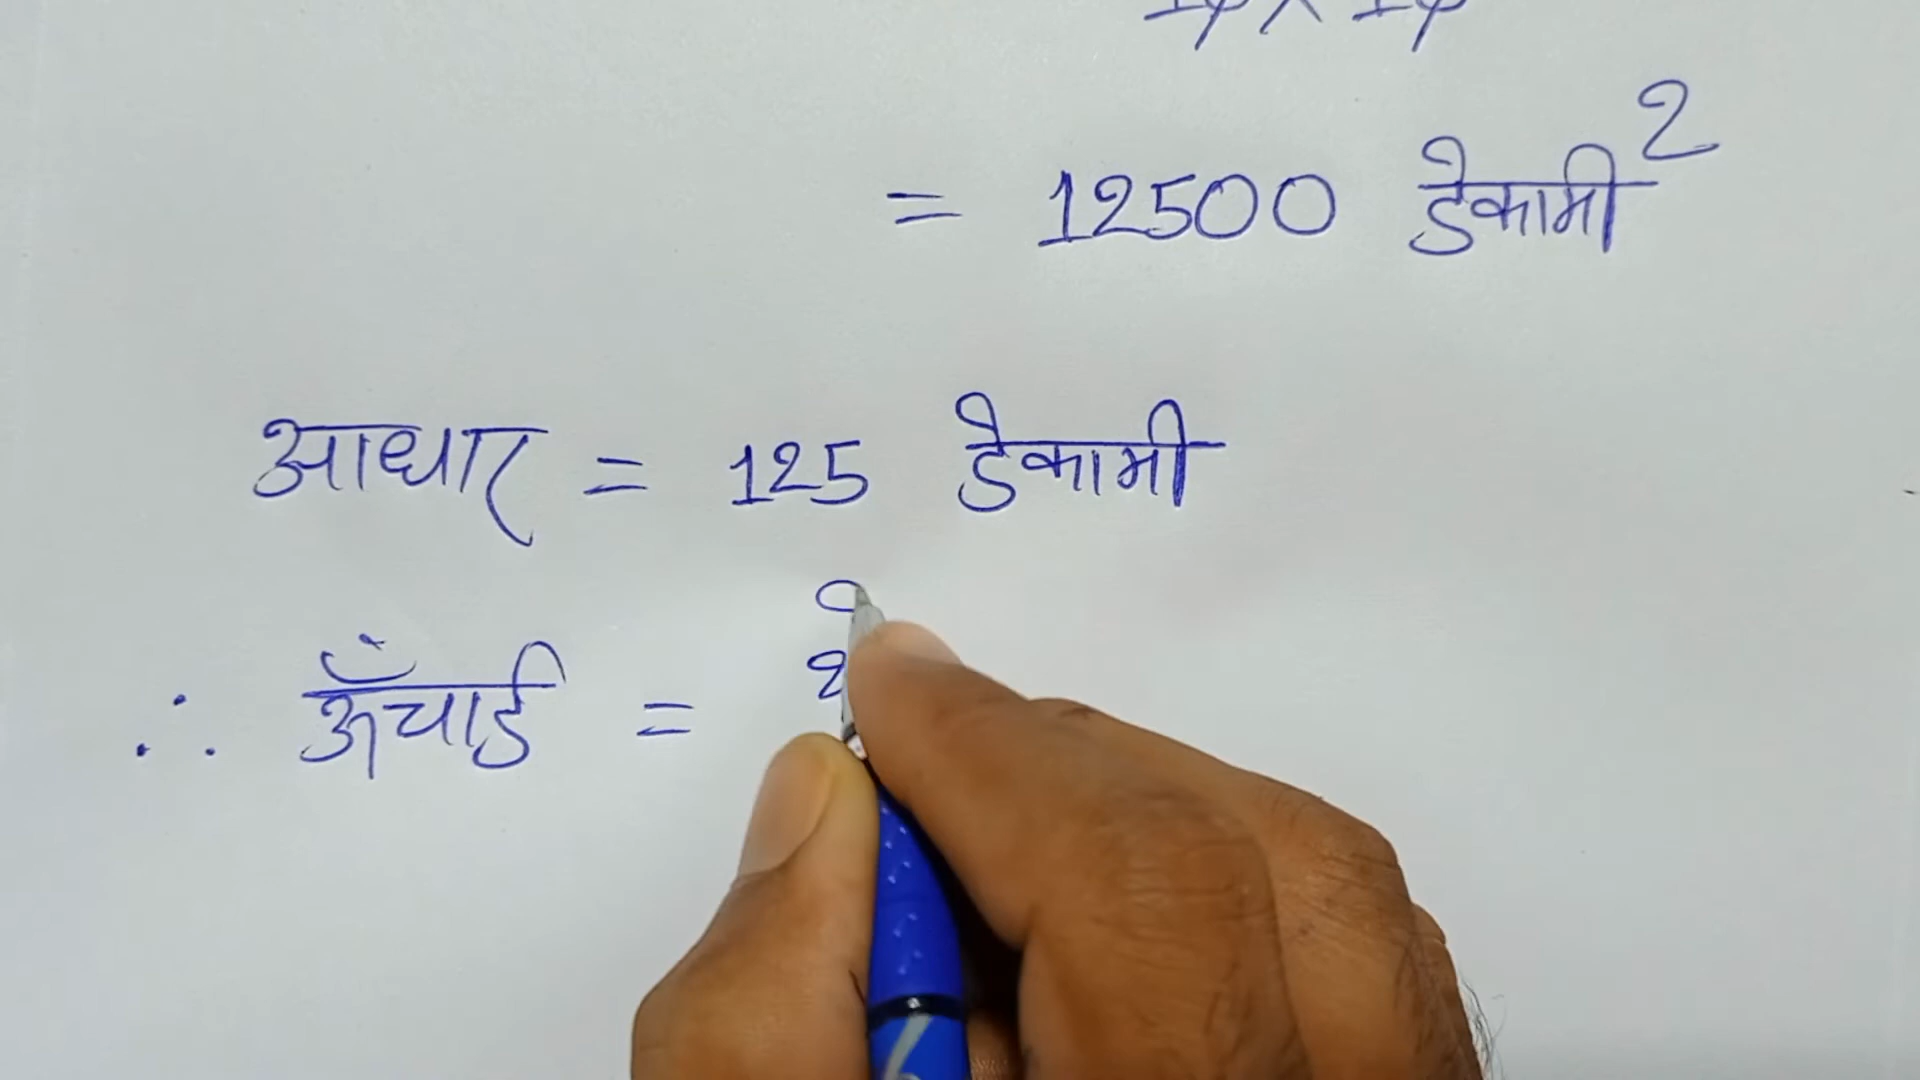 = 12500 डेकामी²
आधार = 125 डेकामी
∴ ऊँचाई =